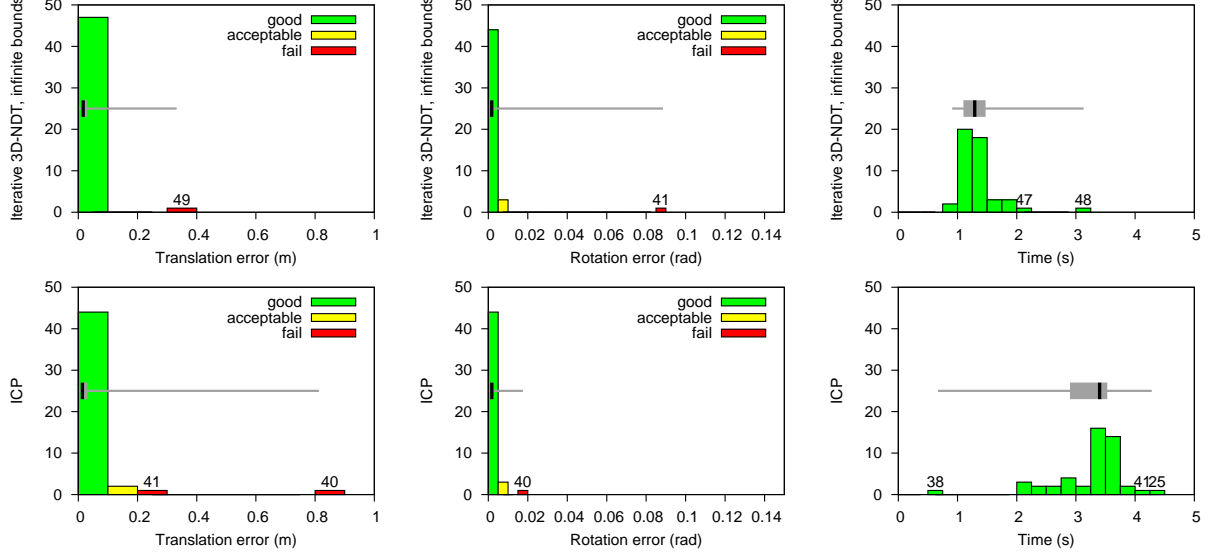 Iterative 3D-NDT, infinite bounds
50
40
30
20
10
0
good
acceptable
fail
49
0 0.2 0.4 0.6 0.8 1
Translation error (m)
Iterative 3D-NDT, infinite bounds
50
40
30
20
10
0
good
acceptable
fail
41
0 0.02 0.04 0.06 0.08 0.1 0.12 0.14
Rotation error (rad)
Iterative 3D-NDT, infinite bounds
50
40
30
20
10
0
47 48
0 1 2 3 4 5
Time (s)
ICP
50
40
30
20
10
0
good
acceptable
fail
41 40
0 0.2 0.4 0.6 0.8 1
Translation error (m)
ICP
50
40
30
20
10
0
good
acceptable
fail
40
0 0.02 0.04 0.06 0.08 0.1 0.12 0.14
Rotation error (rad)
ICP
50
40
30
20
10
0
38 41 25
0 1 2 3 4 5
Time (s)